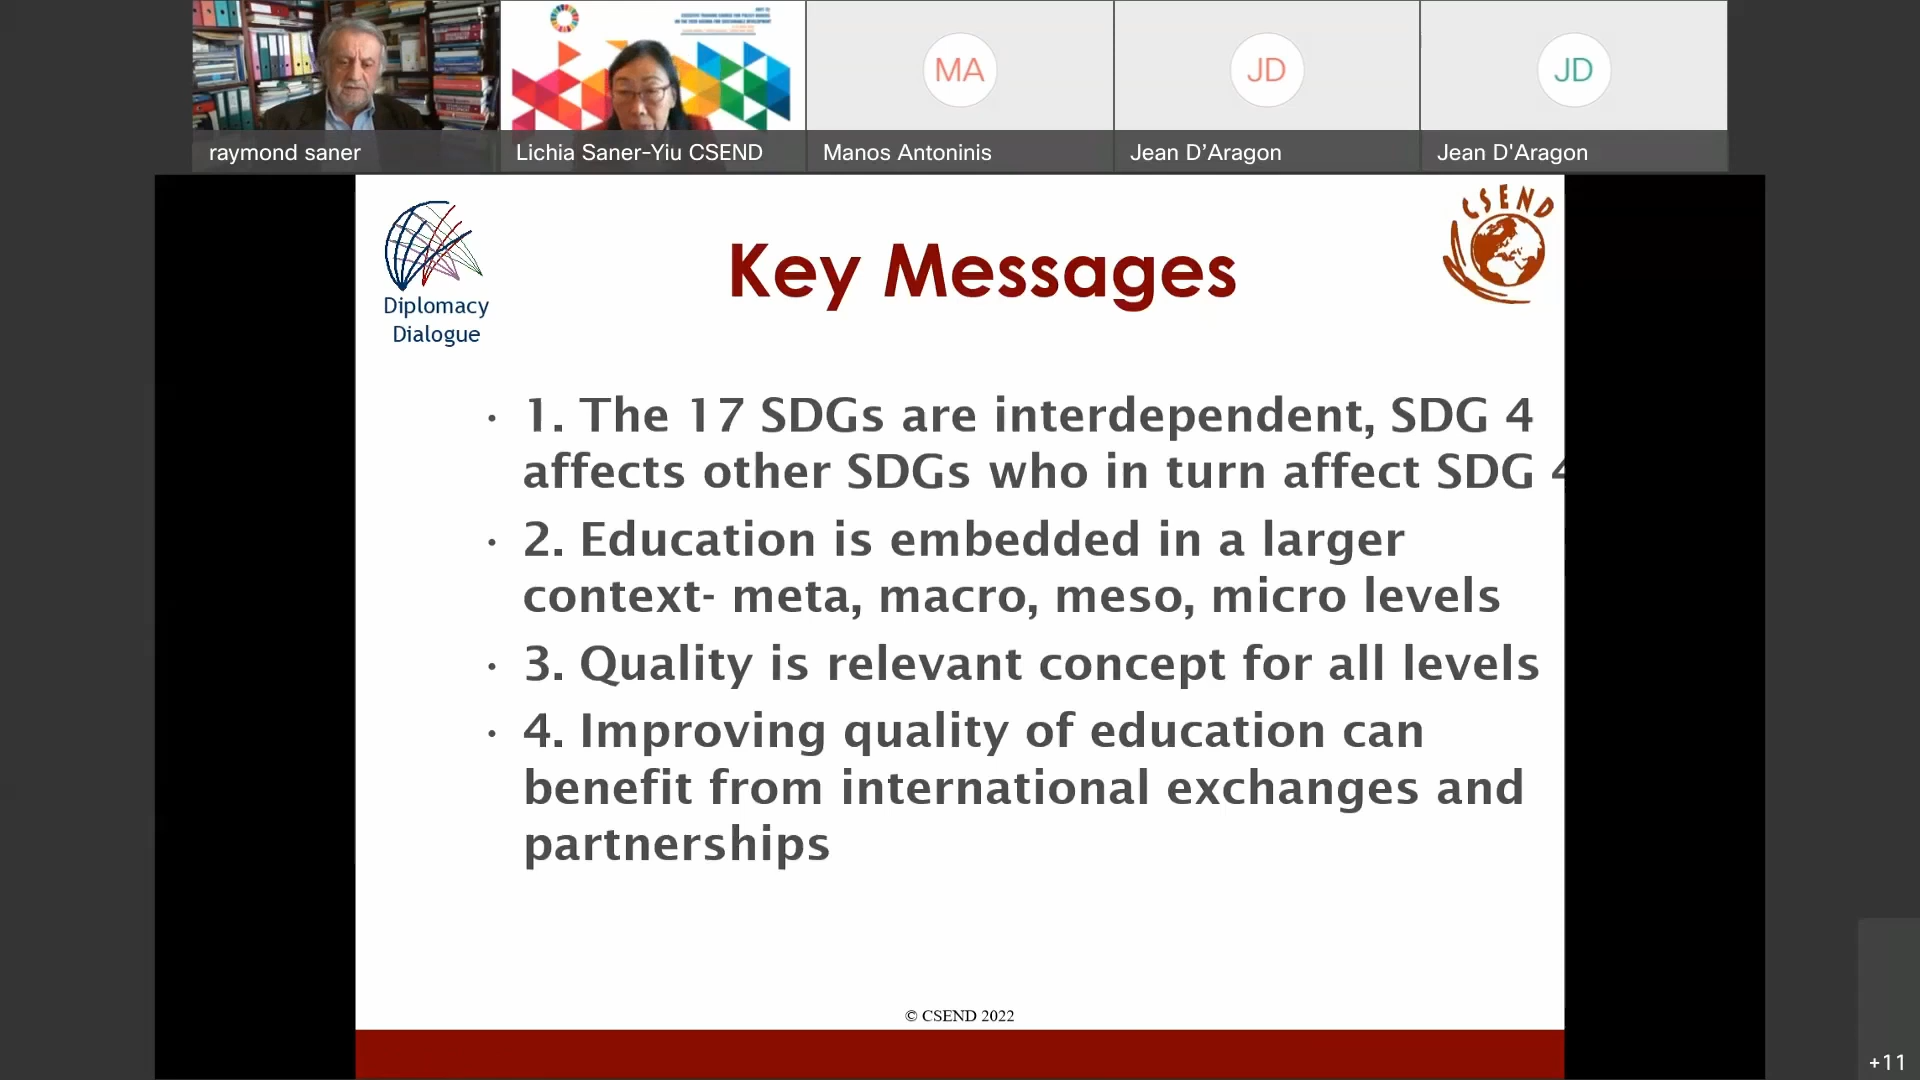 MA
JD
JD
raymond saner
Lichia Saner-Yiu CSEND
Manos Antoninis
Jean D’Aragon
Jean D'Aragon
Diplomacy
Dialogue
Key Messages
CSEND
• 1. The 17 SDGs are interdependent, SDG 4
affects other SDGs who in turn affect SDG 4
• 2. Education is embedded in a larger
context- meta, macro, meso, micro levels
• 3. Quality is relevant concept for all levels
• 4. Improving quality of education can
benefit from international exchanges and
partnerships
© CSEND 2022
+11